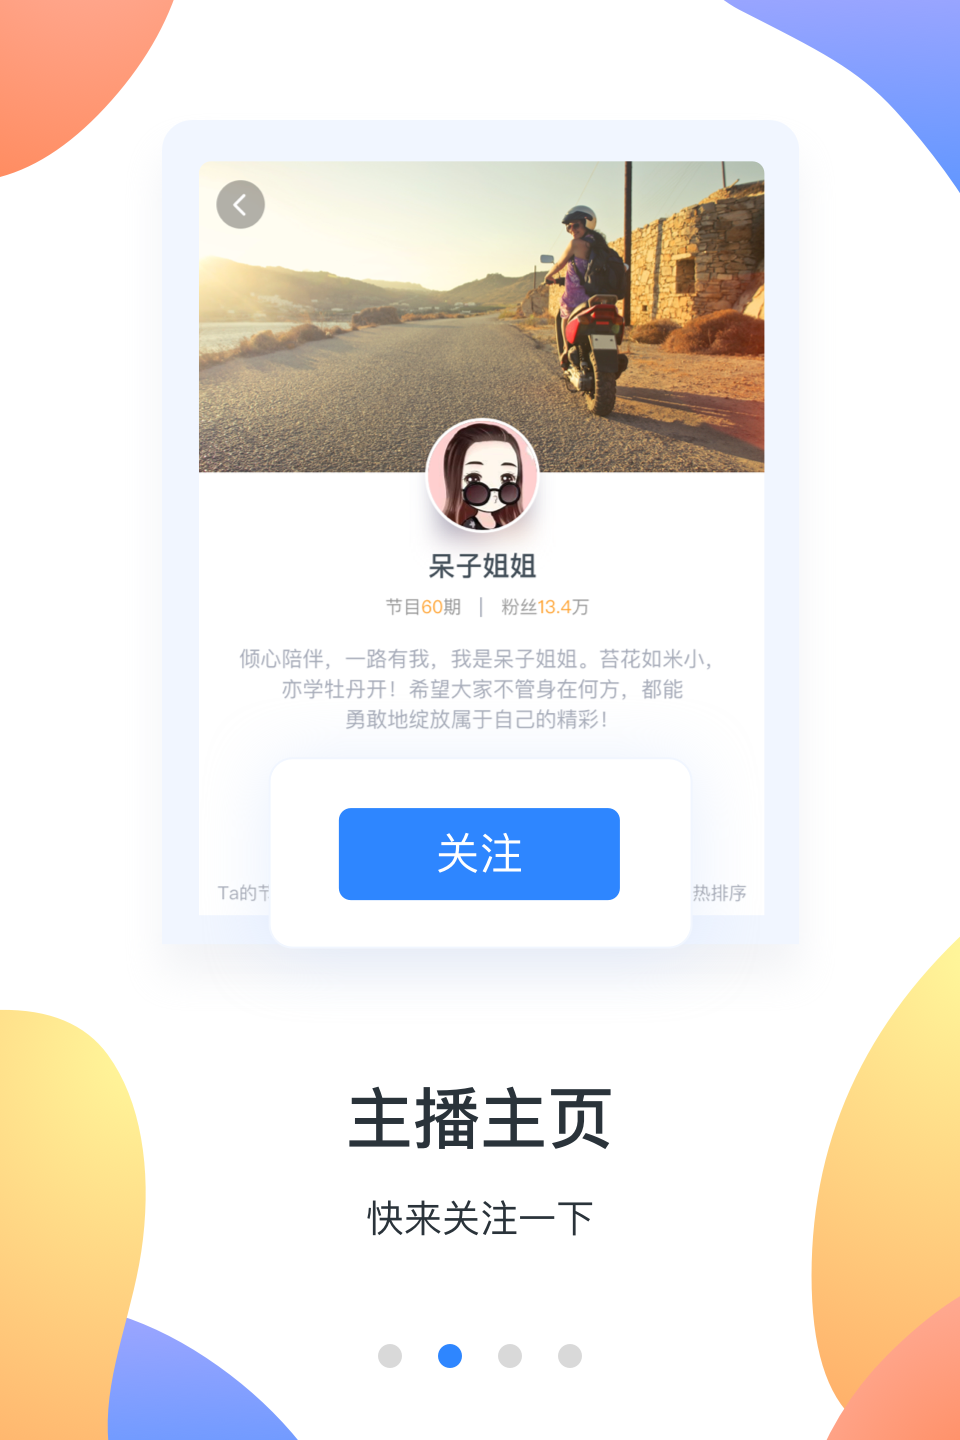 呆子姐姐
节目60期 | 粉丝13.4万
倾心陪伴，一路有我，我是呆子姐姐。苔花如米小，
亦学牡丹开！希望大家不管身在何方，都能
勇敢地绽放属于自己的精彩！
关注
Ta的节
热排序
主播主页
快来关注一下